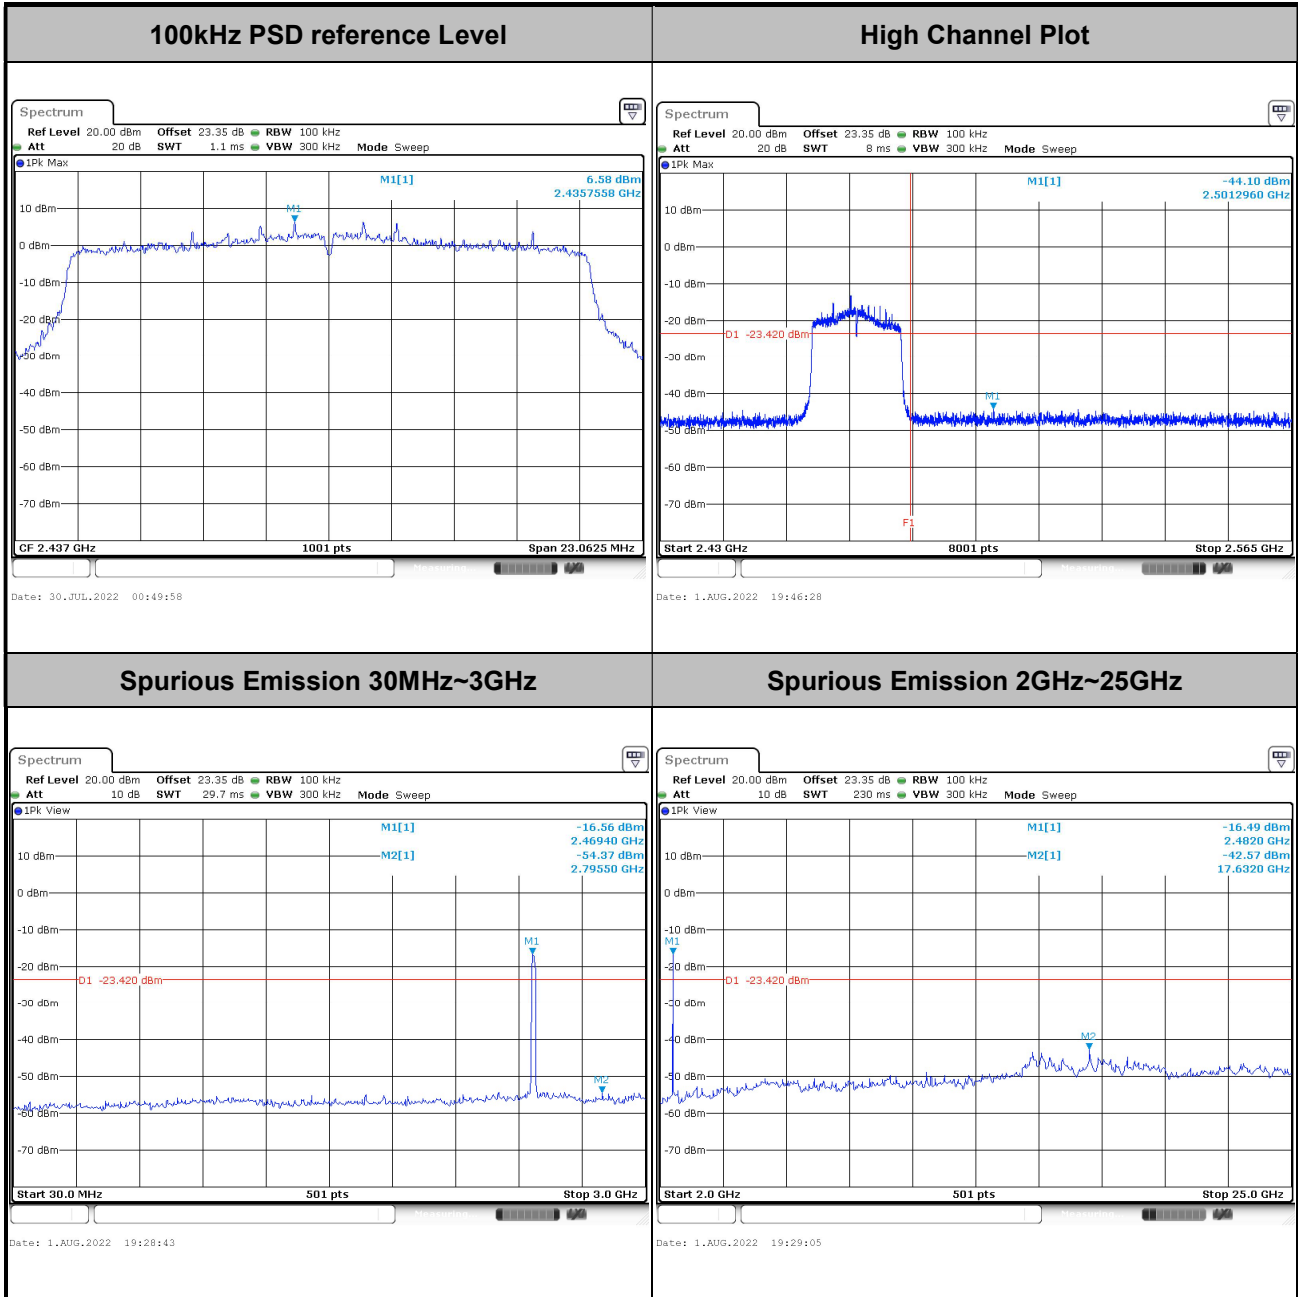 100kHz PSD reference Level
High Channel Plot
Spectrum
Ref Level 20.00 dBm Offset 23.35 dB RBW 100 kHz
Att 20 dB SWT 1.1 ms VBW 300 kHz Mode Sweep
1Pk Max
M1[1] 6.58 dBm
2.4357558 GHz
10 dBm
M1
0 dBm
-10 dBm
-20 dBm
-30 dBm
-40 dBm
-50 dBm
-60 dBm
-70 dBm
CF 2.437 GHz 1001 pts Span 23.0625 MHz
Measuring
Date: 30.JUL.2022 00:49:58
Spectrum
Ref Level 20.00 dBm Offset 23.35 dB RBW 100 kHz
Att 20 dB SWT 8 ms VBW 300 kHz Mode Sweep
1Pk Max
M1[1] -44.10 dBm
2.5012960 GHz
10 dBm
0 dBm
-10 dBm
-20 dBm
D1 -23.420 dBm
-30 dBm
-40 dBm
M1
-50 dBm
-60 dBm
-70 dBm
F1
Start 2.43 GHz 8001 pts Stop 2.565 GHz
Measuring
Date: 1.AUG.2022 19:46:28
Spurious Emission 30MHz~3GHz
Spurious Emission 2GHz~25GHz
Spectrum
Ref Level 20.00 dBm Offset 23.35 dB RBW 100 kHz
Att 10 dB SWT 29.7 ms VBW 300 kHz Mode Sweep
1Pk View
M1[1] -16.56 dBm
2.46940 GHz
10 dBm
M2[1] -54.37 dBm
2.79550 GHz
0 dBm
-10 dBm
M1
-20 dBm
D1 -23.420 dBm
-30 dBm
-40 dBm
-50 dBm
M2
-60 dBm
-70 dBm
Start 30.0 MHz 501 pts Stop 3.0 GHz
Measuring
Date: 1.AUG.2022 19:28:43
Spectrum
Ref Level 20.00 dBm Offset 23.35 dB RBW 100 kHz
Att 10 dB SWT 230 ms VBW 300 kHz Mode Sweep
1Pk View
M1[1] -16.49 dBm
2.4820 GHz
10 dBm
M2[1] -42.57 dBm
17.6320 GHz
0 dBm
-10 dBm
M1
-20 dBm
D1 -23.420 dBm
-30 dBm
-40 dBm
M2
-50 dBm
-60 dBm
-70 dBm
Start 2.0 GHz 501 pts Stop 25.0 GHz
Measuring
Date: 1.AUG.2022 19:29:05